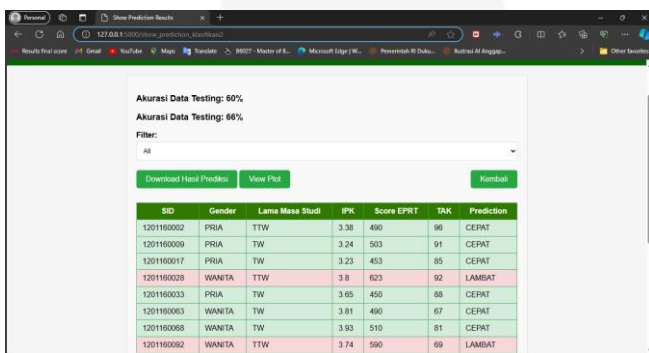 Personal
Show Prediction Results
127.0.0.1:5000/show_prediction_klasifikasi2
Results final score
Gmail
YouTube
Maps
Translate
86027 - Master of B...
Microsoft Edge | W...
Pemerintah RI Duku...
Ilustrasi AI Anggap...
Other favorites
Akurasi Data Testing: 60%
Akurasi Data Testing: 66%
Filter:
All
Download Hasil Prediksi View Plot Kembali
SID Gender Lama Masa Studi IPK Score EPRT TAK Prediction
1201160002 PRIA TTW 3.38 490 96 CEPAT
1201160009 PRIA TW 3.24 503 91 CEPAT
1201160017 PRIA TW 3.23 453 85 CEPAT
1201160028 WANITA TTW 3.8 623 92 LAMBAT
1201160033 PRIA TW 3.65 450 88 CEPAT
1201160063 WANITA TW 3.81 490 67 CEPAT
1201160068 WANITA TW 3.93 510 81 CEPAT
1201160092 WANITA TTW 3.74 590 69 LAMBAT